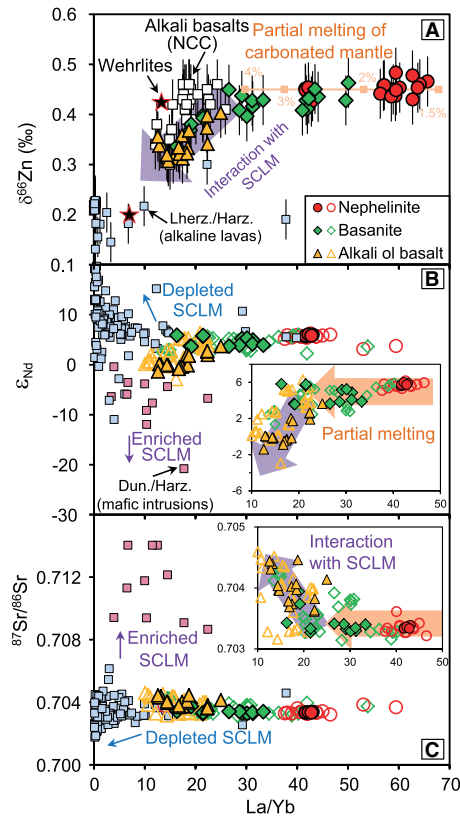 A
Alkali basalts
(NCC)
Partial melting of
carbonated mantle
Wehrlites
4%
3%
2%
1.5%
Interaction with
SCLM
Lherz./Harz.
(alkaline lavas)
Nephelinite
Basanite
Alkali ol basalt
0.6
0.5
0.4
0.3
0.2
0.1
δ66Zn (‰)
B
Depleted
SCLM
Enriched
SCLM
Dun./Harz.
(mafic intrusions)
10
0
-10
-20
-30
εNd
6
2
-2
-6
10 20 30 40 50
Partial melting
C
Interaction
with SCLM
0.705
0.704
0.703
10 20 30 40 50
Enriched
SCLM
Depleted SCLM
0.712
0.708
0.704
0.700
87Sr/86Sr
0 10 20 30 40 50 60 70
La/Yb